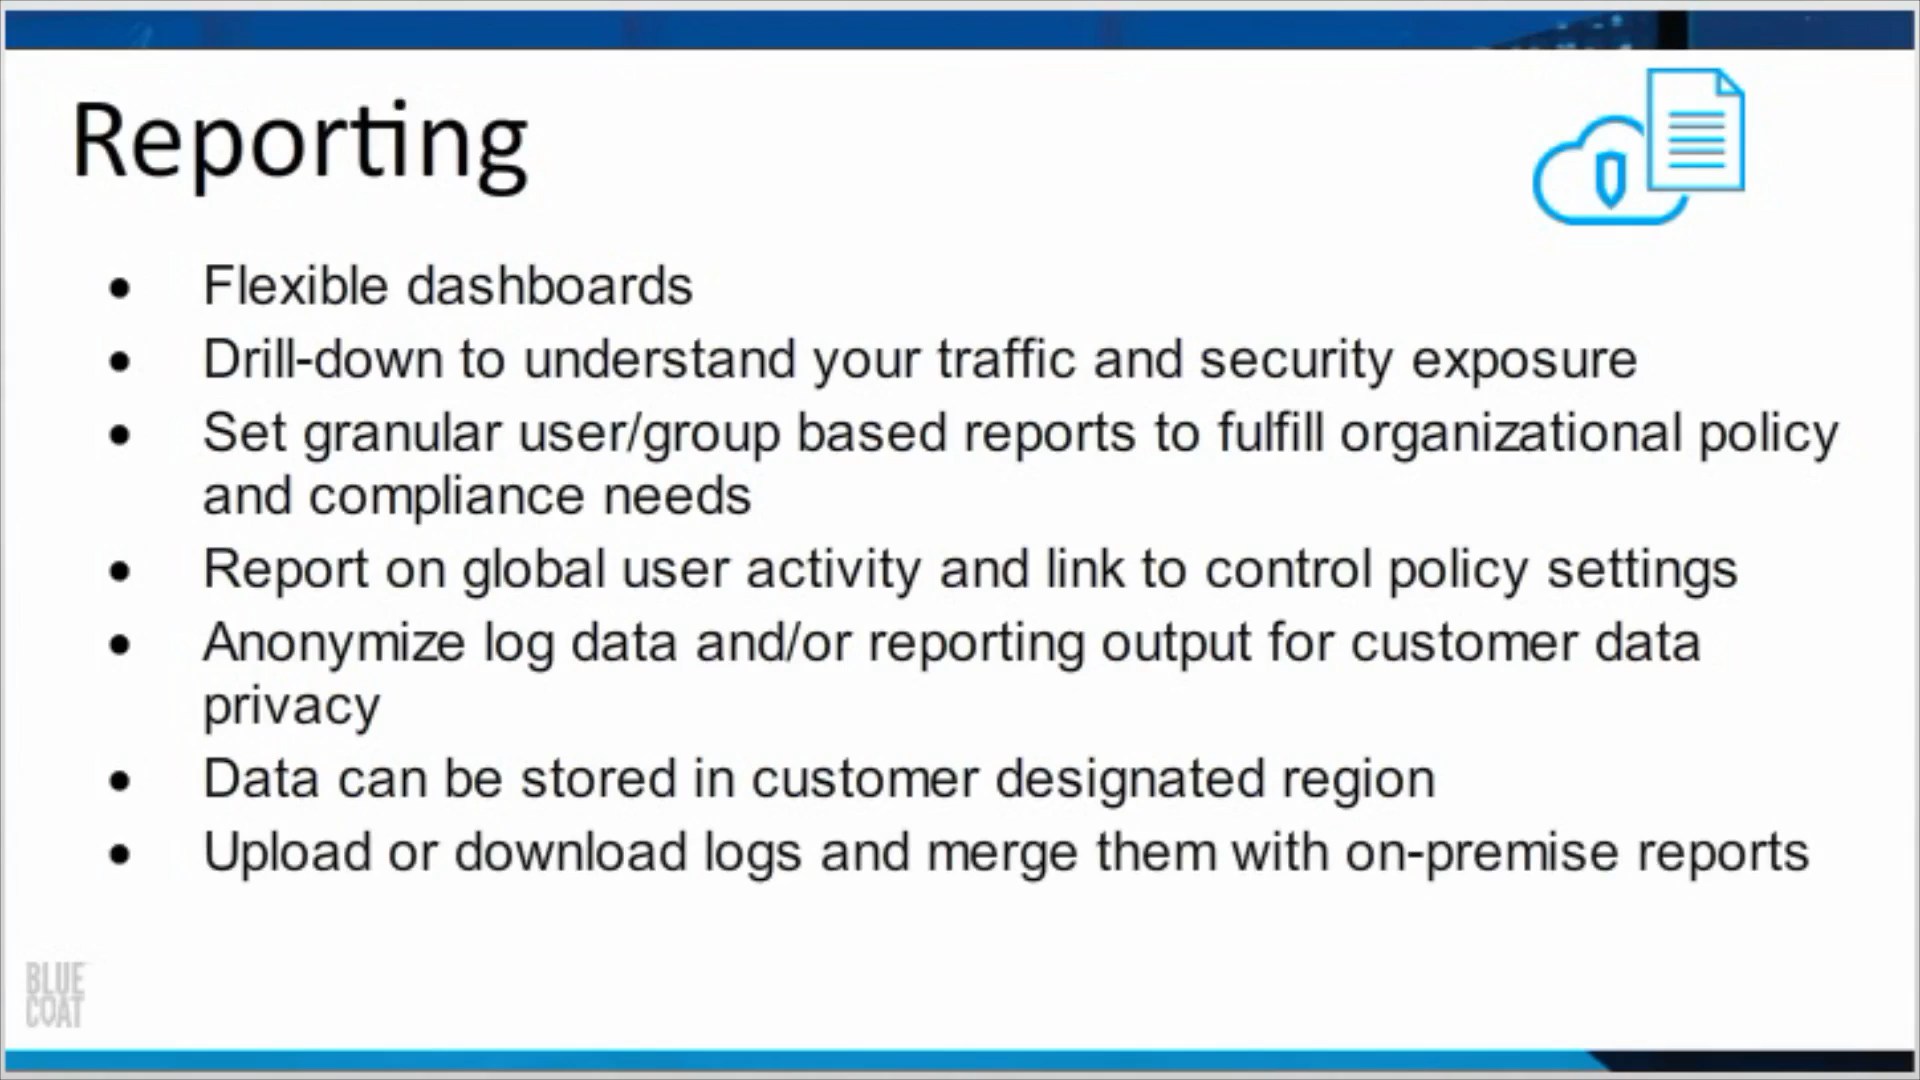 Reporting
• Flexible dashboards
• Drill-down to understand your traffic and security exposure
• Set granular user/group based reports to fulfill organizational policy
and compliance needs
• Report on global user activity and link to control policy settings
• Anonymize log data and/or reporting output for customer data
privacy
• Data can be stored in customer designated region
• Upload or download logs and merge them with on-premise reports
BLUE
COAT